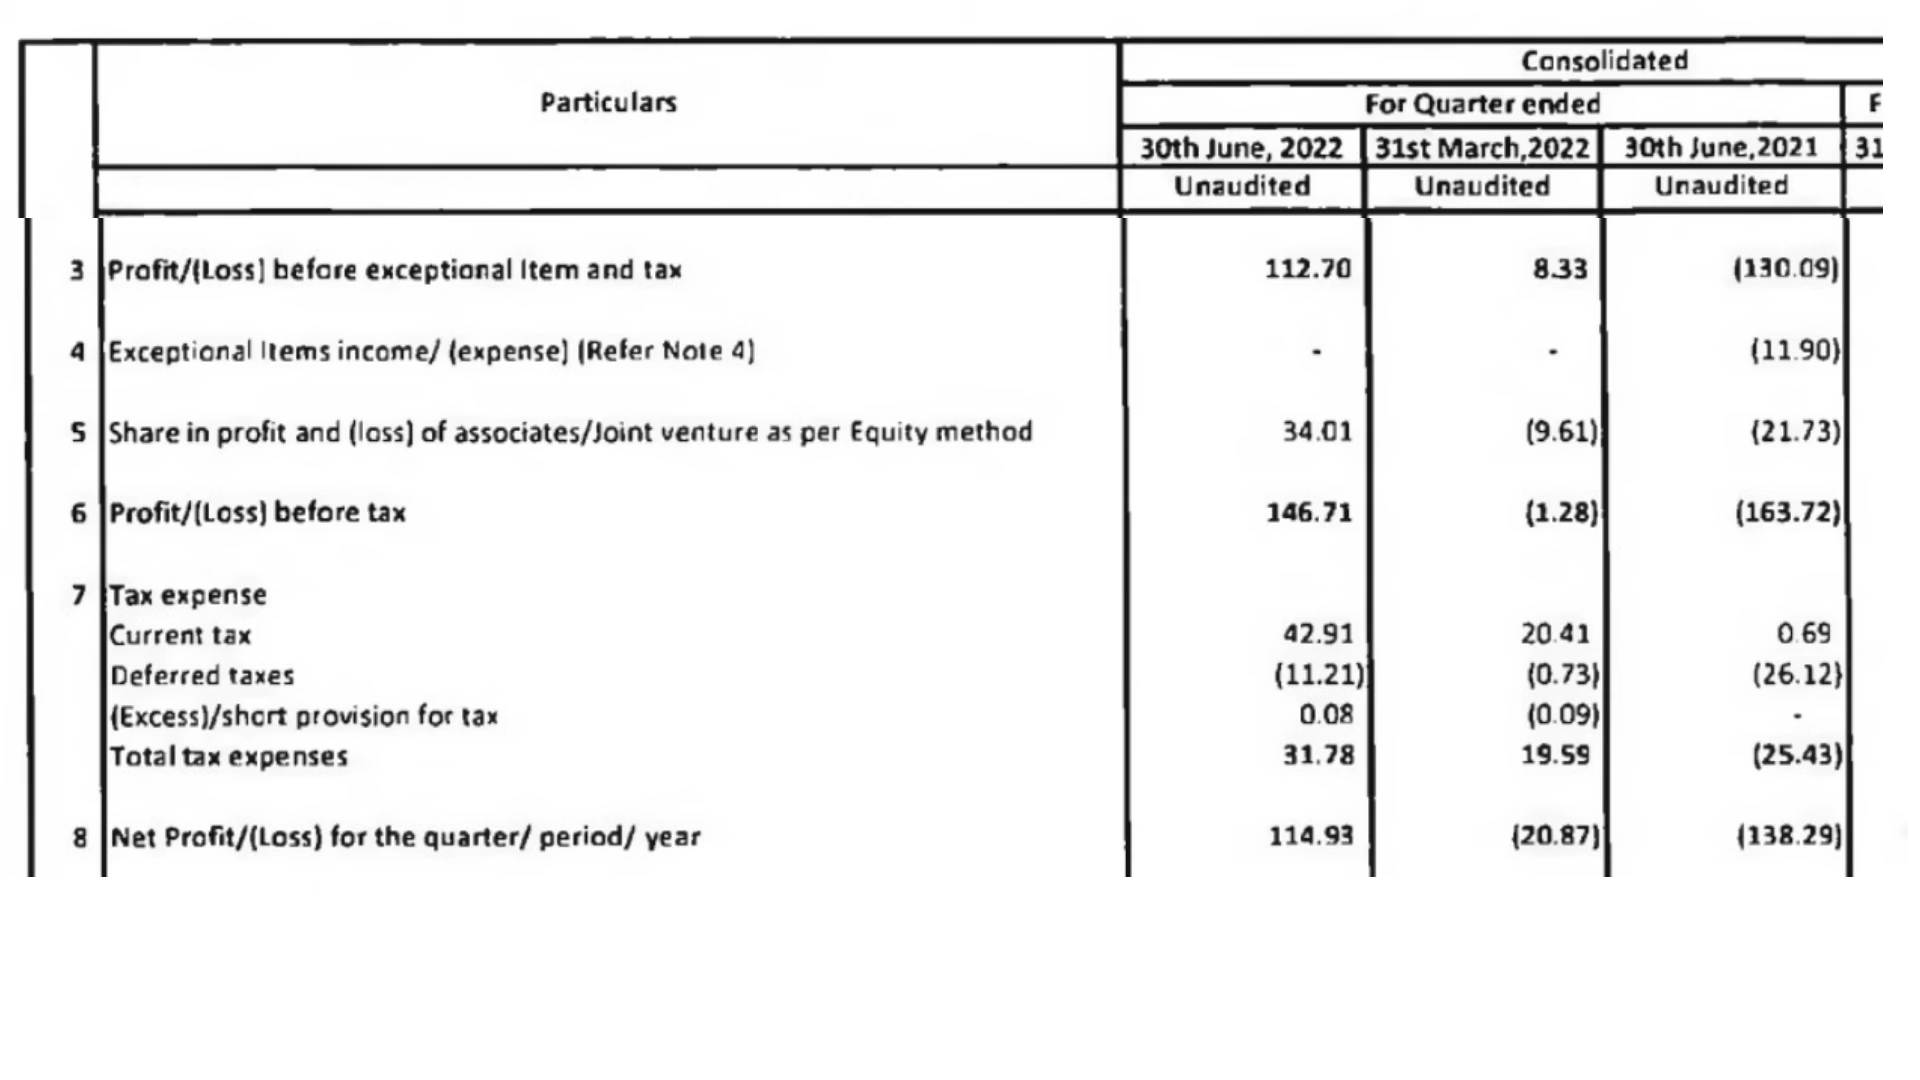 Consolidated
Particulars For Quarter ended F
30th June, 2022 31st March,2022 30th June,2021 31
Unaudited Unaudited Unaudited
3 Profit/(Loss) before exceptional Item and tax 112.70 8.33 (130.09)
4 Exceptional Items income/ (expense) (Refer Note 4) - - (11.90)
5 Share in profit and (loss) of associates/Joint venture as per Equity method 34.01 (9.61) (21.73)
6 Profit/(Loss) before tax 146.71 (1.28) (163.72)
7 Tax expense
Current tax 42.91 20.41 0.69
Deferred taxes (11.21) (0.73) (26.12)
(Excess)/short provision for tax 0.08 (0.09) -
Total tax expenses 31.78 19.59 (25.43)
8 Net Profit/(Loss) for the quarter/ period/ year 114.93 (20.87) (138.29)